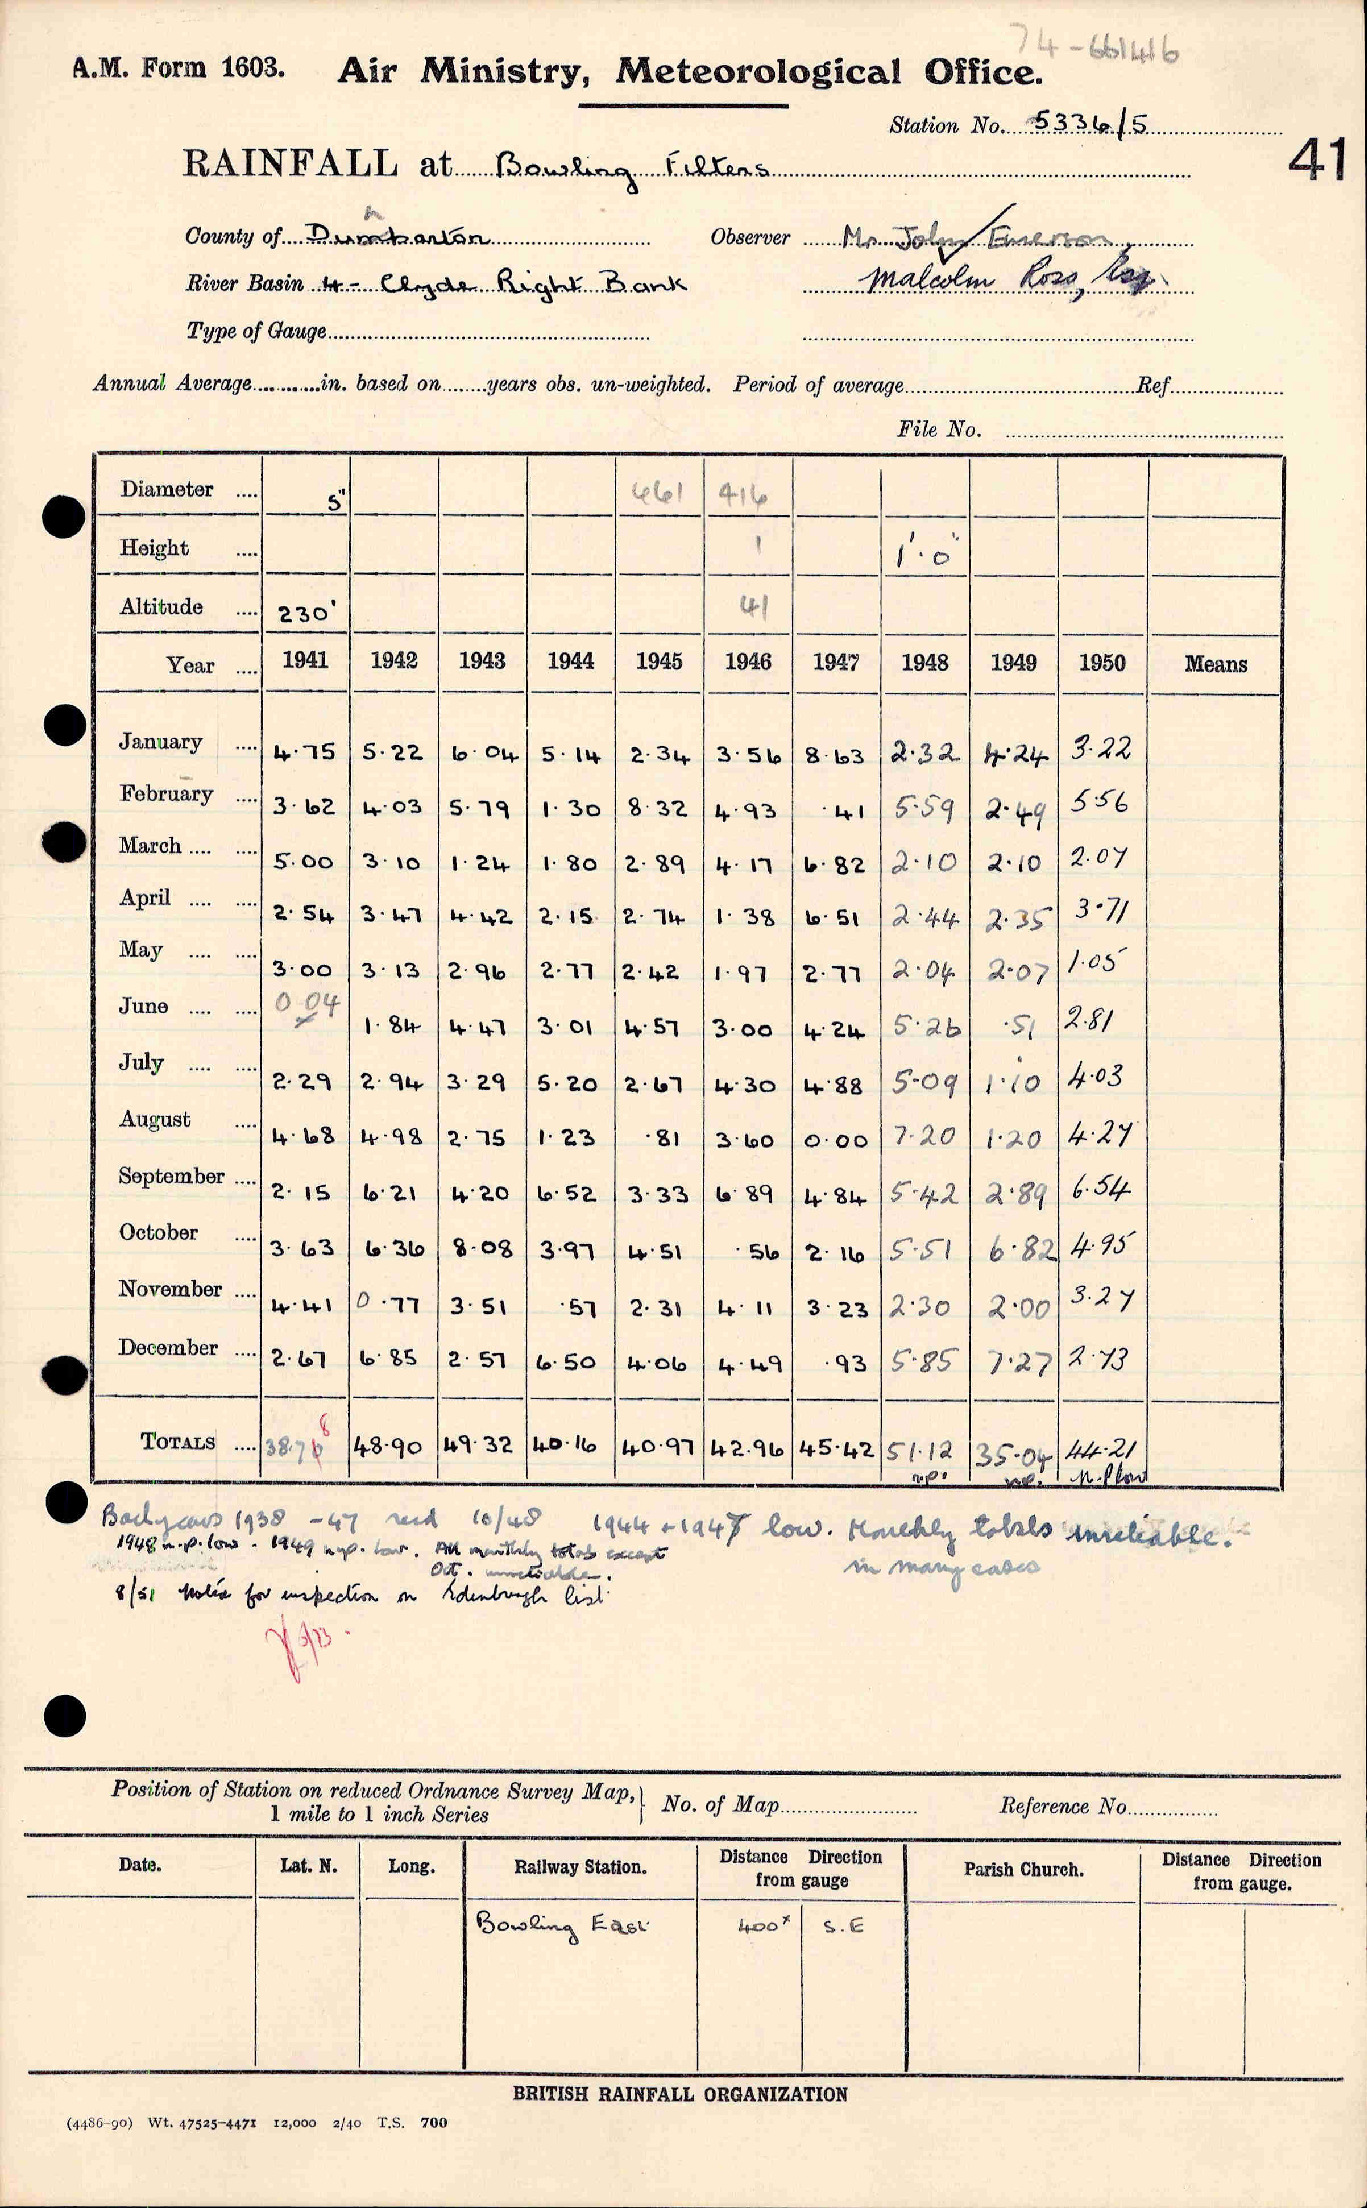 74-661416
A.M. Form 1603. Air Ministry, Meteorological Office.
Station No. 5336/5
41
RAINFALL at Bowling Filters
County of Dumbarton Observer Mr John Emerson,
n
River Basin 4 - Clyde Right Bank Malcolm Ross, Esq
Type of Gauge
Annual Average in. based on years obs. un-weighted. Period of average Ref
File No.
Diameter .... 5" 661 416
Height .... 1 1'.0"
Altitude .... 230' 41
Year .... 1941 1942 1943 1944 1945 1946 1947 1948 1949 1950 Means
January .... 4.75 5.22 6.04 5.14 2.34 3.56 8.63 2.32 4.24 3.22
February .... 3.62 4.03 5.79 1.30 8.32 4.93 .41 5.59 2.49 5.56
March .... .... 5.00 3.10 1.24 1.80 2.89 4.17 6.82 2.10 2.10 2.07
April .... .... 2.54 3.47 4.42 2.15 2.74 1.38 6.51 2.44 2.35 3.71
May .... .... 3.00 3.13 2.96 2.77 2.42 1.97 2.77 2.04 2.07 1.05
June .... .... 0.04 1.84 4.47 3.01 4.57 3.00 4.24 5.26 .51 2.81
July .... .... 2.29 2.94 3.29 5.20 2.67 4.30 4.88 5.09 1.10 4.03
August .... 4.68 4.98 2.75 1.23 .81 3.60 0.00 7.20 1.20 4.27
September .... 2.15 6.21 4.20 6.52 3.33 6.89 4.84 5.42 2.89 6.54
October .... 3.63 6.36 8.08 3.97 4.51 .56 2.16 5.51 6.82 4.95
November .... 4.41 0.77 3.51 .57 2.31 4.11 3.23 2.30 2.00 3.27
December .... 2.67 6.85 2.57 6.50 4.06 4.49 .93 5.85 7.27 2.73
TOTALS .... 38.78 48.90 49.32 40.16 40.97 42.96 45.42 51.12 35.04 44.21
n.p. n.p. n.p low
Back years 1938 -47 recd 10/48 1944 + 1947 low. Monthly totals unreliable.
in many cases
1948 n.p. low. 1949 n.p. low. All monthly totals except
Oct. unreliable.
8/51 Noted for inspection on Edinburgh list
Position of Station on reduced Ordnance Survey Map, 1 mile to 1 inch Series No. of Map Reference No.
Date. Lat. N. Long. Railway Station. Distance Direction from gauge Parish Church. Distance Direction from gauge.
Bowling East 400x S.E
BRITISH RAINFALL ORGANIZATION
(4486-90) Wt. 47525-4471 12,000 2/40 T.S. 700